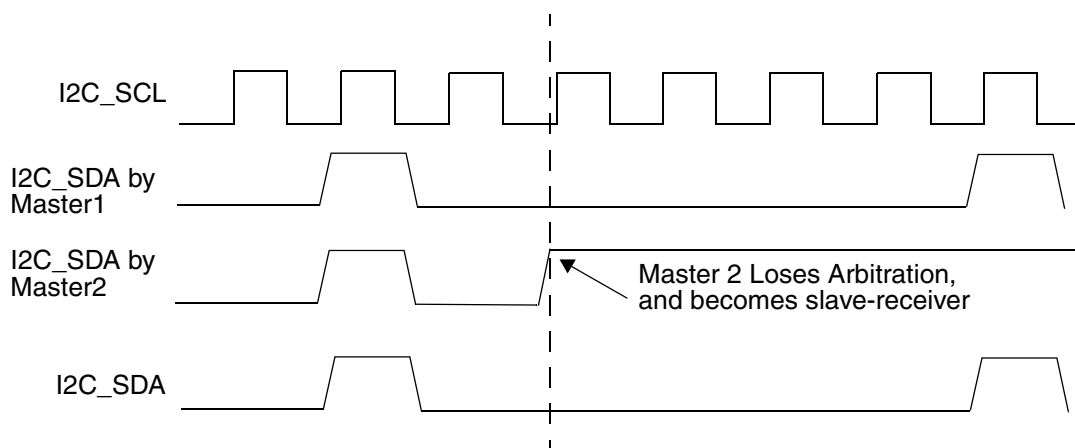 I2C_SCL
I2C_SDA by
Master1
I2C_SDA by
Master2
Master 2 Loses Arbitration,
and becomes slave-receiver
I2C_SDA